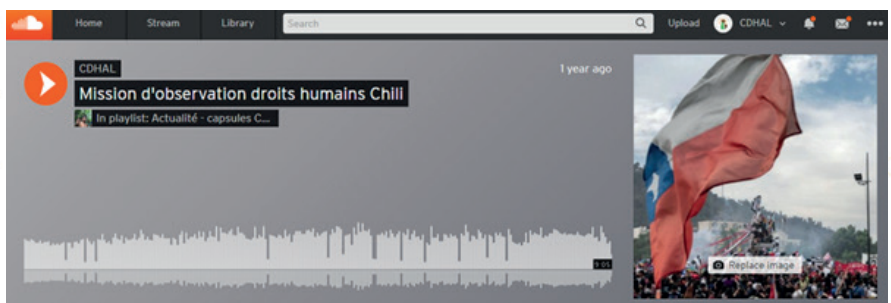 Home Stream Library Search Upload CDHAL
CDHAL 1 year ago
Mission d'observation droits humains Chili
In playlist: Actualité - capsules C...
9:05
Replace image